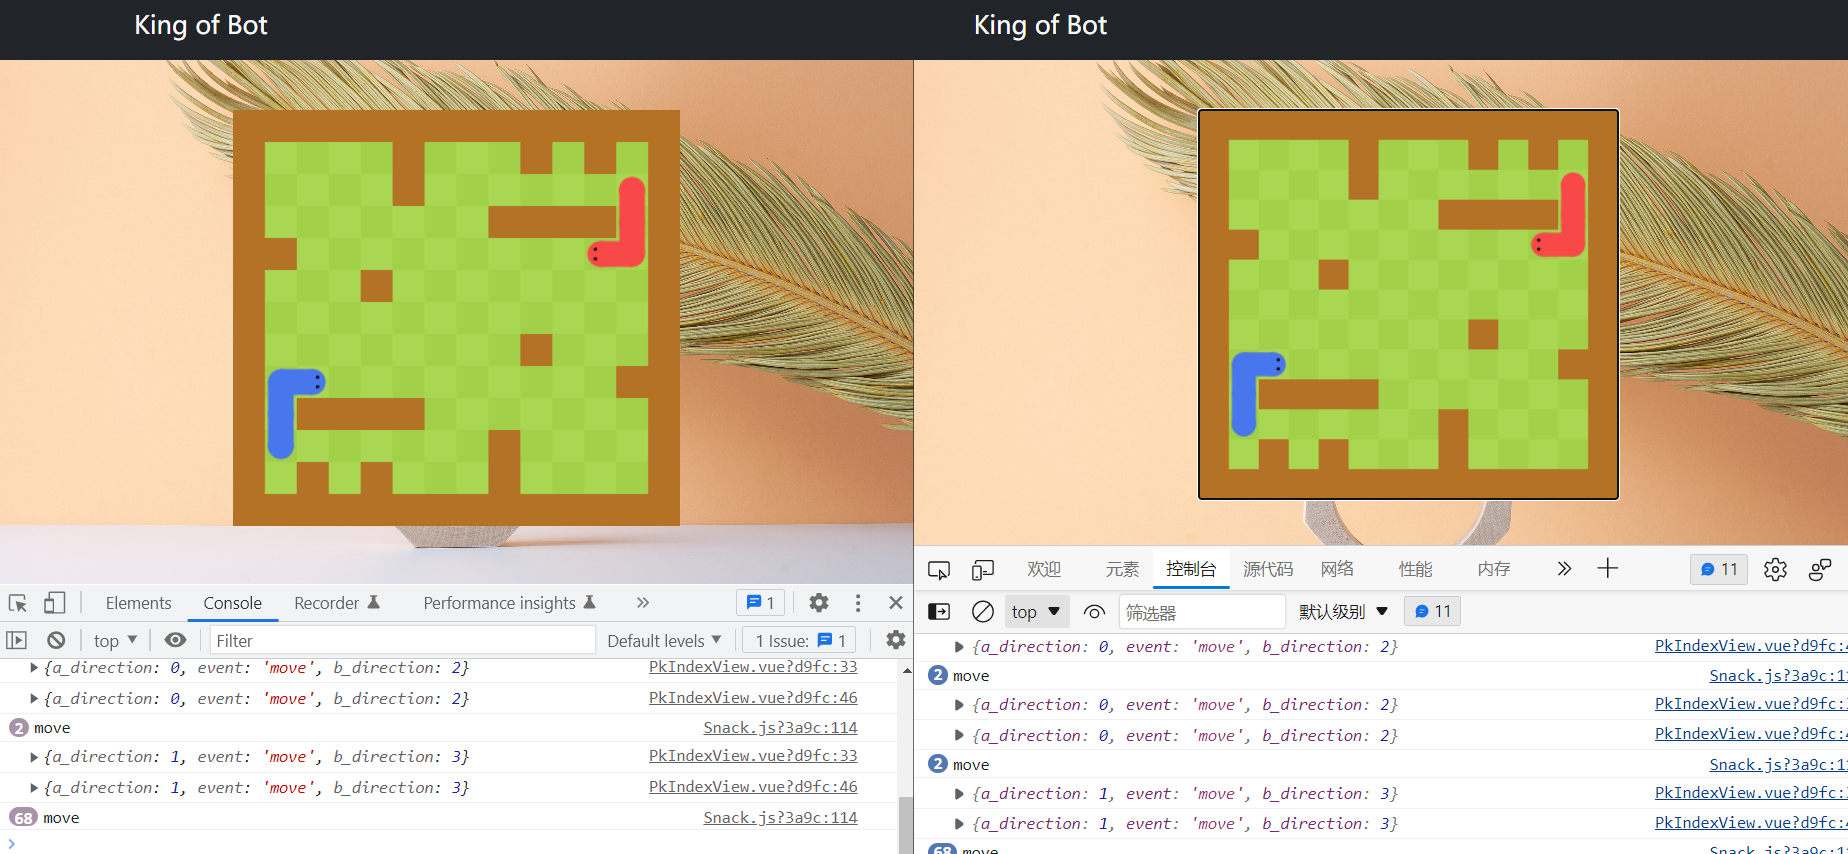 King of Bot
Elements Console Recorder Performance insights 1
top Filter Default levels 1 Issue: 1
{a_direction: 0, event: 'move', b_direction: 2} PkIndexView.vue?d9fc:33
{a_direction: 0, event: 'move', b_direction: 2} PkIndexView.vue?d9fc:46
2 move Snack.js?3a9c:114
{a_direction: 1, event: 'move', b_direction: 3} PkIndexView.vue?d9fc:33
{a_direction: 1, event: 'move', b_direction: 3} PkIndexView.vue?d9fc:46
68 move Snack.js?3a9c:114
King of Bot
欢迎 元素 控制台 源代码 网络 性能 内存 11
top 筛选器 默认级别 11
{a_direction: 0, event: 'move', b_direction: 2} PkIndexView.vue?d9fc:
2 move Snack.js?3a9c:1
{a_direction: 0, event: 'move', b_direction: 2} PkIndexView.vue?d9fc:
{a_direction: 0, event: 'move', b_direction: 2} PkIndexView.vue?d9fc:
2 move Snack.js?3a9c:1
{a_direction: 1, event: 'move', b_direction: 3} PkIndexView.vue?d9fc:
{a_direction: 1, event: 'move', b_direction: 3} PkIndexView.vue?d9fc:
68 move Snack.js?3a9c:1